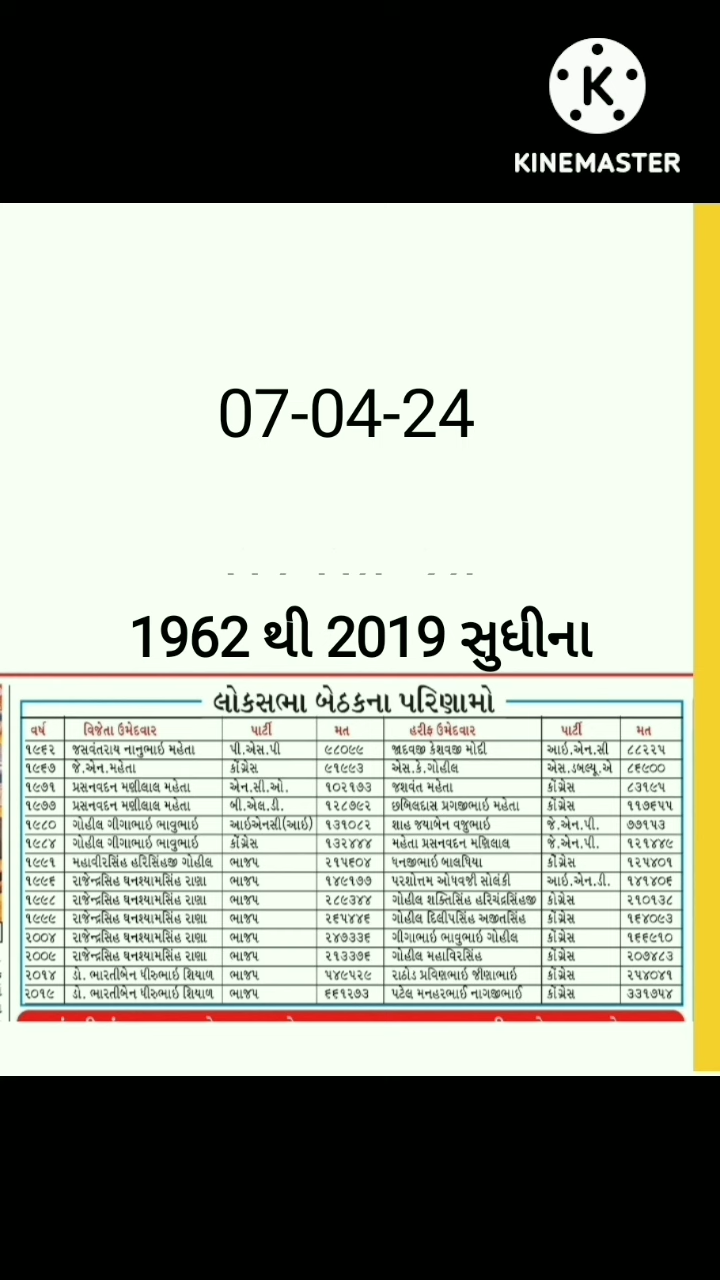 KINEMASTER
07-04-24
1962 થી 2019 સુધીના
લોકસભા બેઠકના પરિણામો
વર્ષ વિજેતા ઉમેદવાર પાર્ટી મત હરીફ ઉમેદવાર પાર્ટી મત
૧૯૬૨ જસવંતરાય નાનુભાઇ મહેતા પી.એસ.પી ૯૮૦૯૯ જાદવજી કેશવજી મોદી આઇ.એન.સી ૮૮૨૨૫
૧૯૬૭ જે.એન.મહેતા કોંગ્રેસ ૯૧૯૯૩ એસ.કે.ગોહીલ એસ.ડબલ્યૂ.એ ૮૬૯૦૦
૧૯૭૧ પ્રસનવદન મણીલાલ મહેતા એન.સી.ઓ. ૧૦૨૧૭૩ જશવંત મહેતા કોંગ્રેસ ૮૩૧૯૫
૧૯૭૭ પ્રસનવદન મણીલાલ મહેતા બી.એલ.ડી. ૧૨૮૭૯૨ છબિલદાસ પ્રગજીભાઇ મહેતા કોંગ્રેસ ૧૧૭૬૫૫
૧૯૮૦ ગોહીલ ગીગાભાઇ ભાવુભાઇ આઇએનસી(આઇ) ૧૩૧૦૮૨ શાહ જયાબેન વજુભાઇ જે.એન.પી. ૭૭૧૫૩
૧૯૮૪ ગોહીલ ગીગાભાઇ ભાવુભાઇ કોંગ્રેસ ૧૩૨૪૪૪ મહેતા પ્રસનવદન મણિલાલ જે.એન.પી. ૧૨૧૪૪૯
૧૯૯૧ મહાવીરસિંહ હરિસિંહજી ગોહીલ ભાજપ ૨૧૫૬૦૪ ધનજીભાઇ બાલધિયા કોંગ્રેસ ૧૨૫૪૦૧
૧૯૯૬ રાજેન્દ્રસિંહ ઘનશ્યામસિંહ રાણા ભાજપ ૧૪૯૧૭૭ પરશોત્તમ ઓધવજી સોલંકી આઇ.એન.ડી. ૧૪૧૪૦૬
૧૯૯૮ રાજેન્દ્રસિંહ ઘનશ્યામસિંહ રાણા ભાજપ ૨૮૯૩૪૪ ગોહીલ શક્તિસિંહ હરિચંદ્રસિંહજી કોંગ્રેસ ૨૧૦૧૩૮
૧૯૯૯ રાજેન્દ્રસિંહ ઘનશ્યામસિંહ રાણા ભાજપ ૨૬૫૪૪૬ ગોહીલ દિલીપસિંહ અજીતસિંહ કોંગ્રેસ ૧૬૪૦૯૩
૨૦૦૪ રાજેન્દ્રસિંહ ઘનશ્યામસિંહ રાણા ભાજપ ૨૪૭૩૩૬ ગીગાભાઇ ભાવુભાઇ ગોહીલ કોંગ્રેસ ૧૬૬૯૧૦
૨૦૦૯ રાજેન્દ્રસિંહ ઘનશ્યામસિંહ રાણા ભાજપ ૨૧૩૩૭૬ ગોહીલ મહાવિરસિંહ કોંગ્રેસ ૨૦૭૪૮૩
૨૦૧૪ ડો. ભારતીબેન ધીરુભાઇ શિયાળ ભાજપ ૫૪૯૫૨૯ રાઠોડ પ્રવિણભાઇ જીણાભાઇ કોંગ્રેસ ૨૫૪૦૪૧
૨૦૧૯ ડો. ભારતીબેન ધીરુભાઇ શિયાળ ભાજપ ૬૬૧૨૭૩ પટેલ મનહરભાઈ નાગજીભાઈ કોંગ્રેસ ૩૩૧૭૫૪